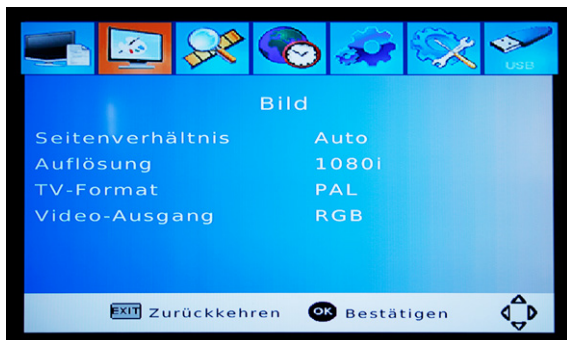 USB
Bild
Seitenverhältnis Auto
Auflösung 1080i
TV-Format PAL
Video-Ausgang RGB
EXIT Zurückkehren OK Bestätigen